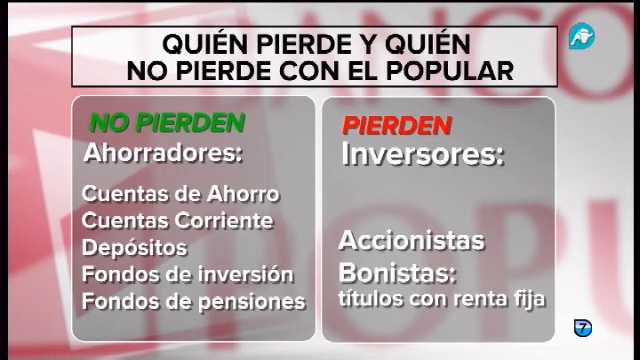 QUIÉN PIERDE Y QUIÉN
NO PIERDE CON EL POPULAR
NO PIERDEN
Ahorradores:
Cuentas de Ahorro
Cuentas Corriente
Depósitos
Fondos de inversión
Fondos de pensiones
PIERDEN
Inversores:
Accionistas
Bonistas:
títulos con renta fija
7